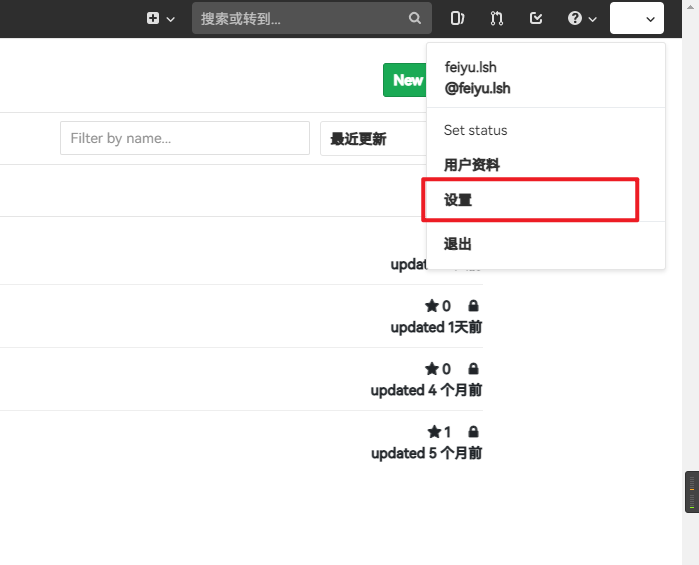 搜索或转到...
feiyu.lsh
@feiyu.lsh
New
Filter by name...
最近更新
Set status
用户资料
设置
退出
0
updated 1天前
0
updated 4 个月前
1
updated 5 个月前